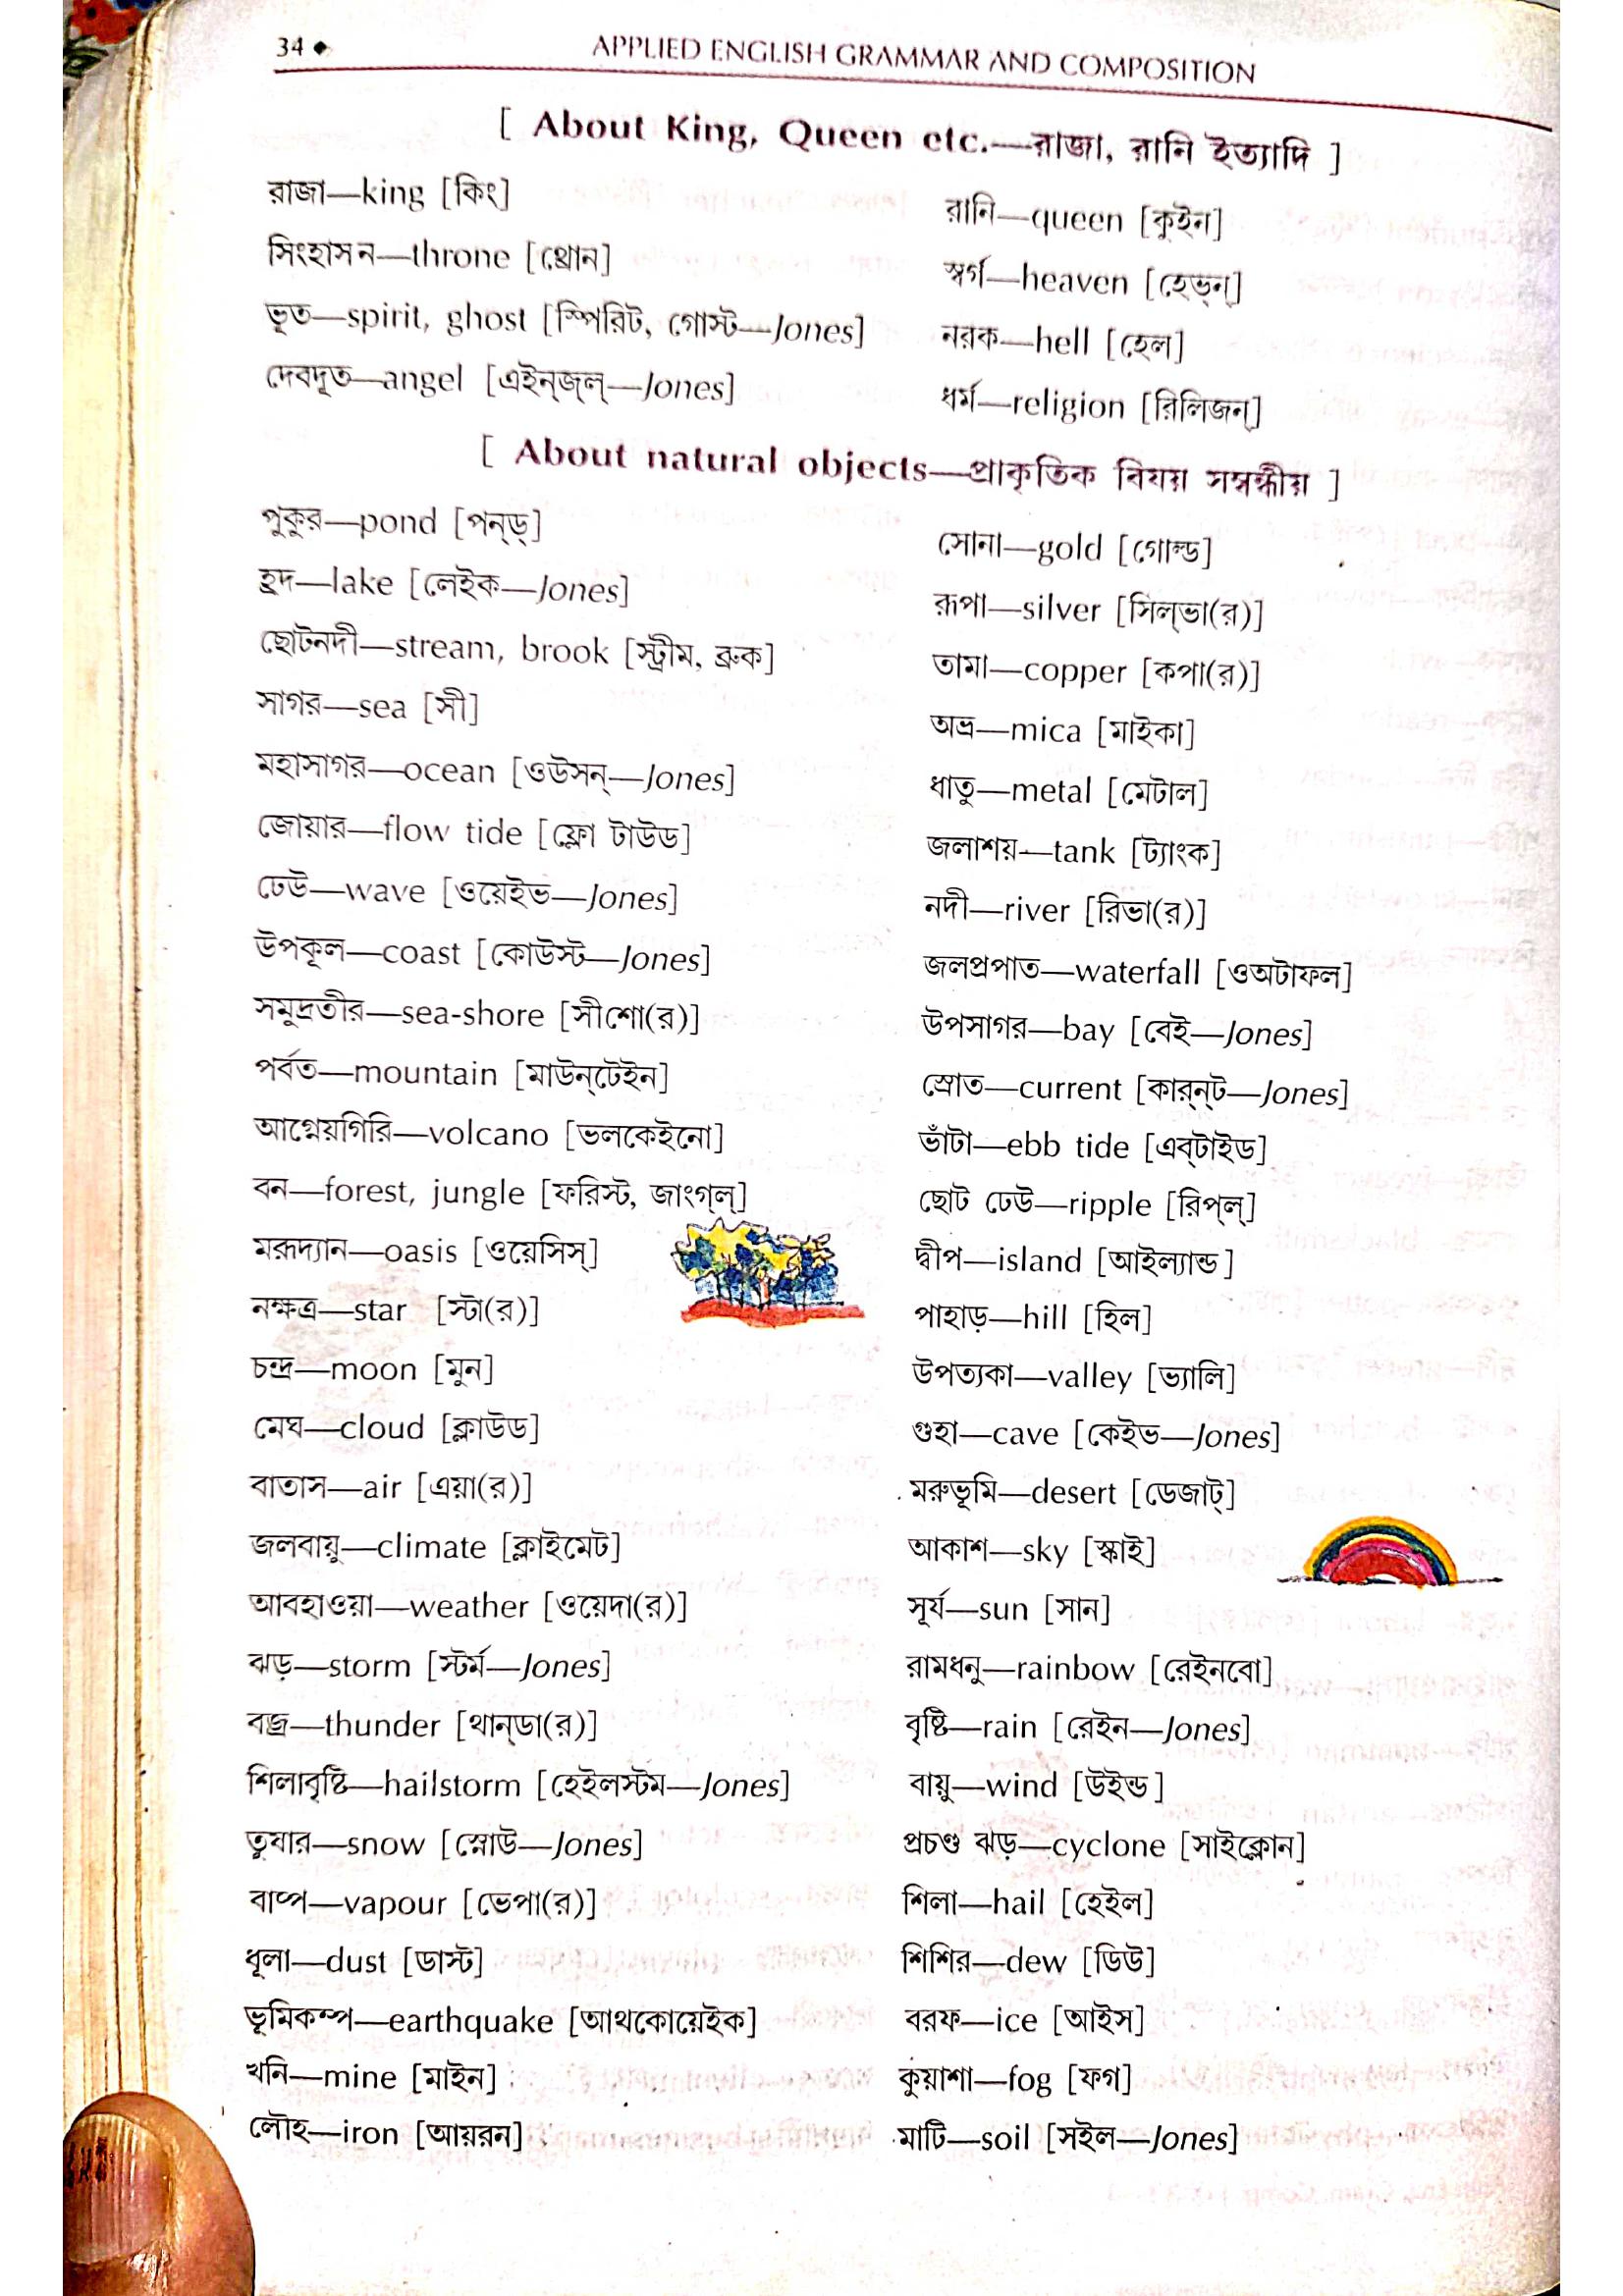 34 ◆ APPLIED ENGLISH GRAMMAR AND COMPOSITION
[ About King, Queen etc.—রাজা, রানি ইত্যাদি ]
রাজা—king [কিং]
সিংহাসন—throne [থ্রোন]
ভূত—spirit, ghost [স্পিরিট, গোস্ট—Jones]
দেবদূত—angel [এইন্‌জ্‌ল্—Jones]
রানি—queen [কুইন]
স্বর্গ—heaven [হেভ্‌ন্]
নরক—hell [হেল]
ধর্ম—religion [রিলিজন্]
[ About natural objects—প্রাকৃতিক বিষয় সম্বন্ধীয় ]
পুকুর—pond [পন্‌ড্]
হ্রদ—lake [লেইক—Jones]
ছোটনদী—stream, brook [স্ট্রীম, ব্রুক]
সাগর—sea [সী]
মহাসাগর—ocean [ওউসন্—Jones]
জোয়ার—flow tide [ফ্লো টাউড]
ঢেউ—wave [ওয়েইভ—Jones]
উপকূল—coast [কোউস্ট—Jones]
সমুদ্রতীর—sea-shore [সীশো(র)]
পর্বত—mountain [মাউন্‌টেইন]
আগ্নেয়গিরি—volcano [ভলকেইনো]
বন—forest, jungle [ফরিস্ট, জাংগ্‌ল্]
মরূদ্যান—oasis [ওয়েসিস্]
নক্ষত্র—star [স্টা(র)]
চন্দ্র—moon [মুন]
মেঘ—cloud [ক্লাউড]
বাতাস—air [এয়া(র)]
জলবায়ু—climate [ক্লাইমেট]
আবহাওয়া—weather [ওয়েদা(র)]
ঝড়—storm [স্টর্ম—Jones]
বজ্র—thunder [থান্‌ডা(র)]
শিলাবৃষ্টি—hailstorm [হেইলস্টম—Jones]
তুষার—snow [স্নোউ—Jones]
বাষ্প—vapour [ভেপা(র)]
ধূলা—dust [ডাস্ট]
ভূমিকম্প—earthquake [আথকোয়েইক]
খনি—mine [মাইন]
লৌহ—iron [আয়রন]
সোনা—gold [গোল্ড]
রূপা—silver [সিল্‌ভা(র)]
তামা—copper [কপা(র)]
অভ্র—mica [মাইকা]
ধাতু—metal [মেটাল]
জলাশয়—tank [ট্যাংক]
নদী—river [রিভা(র)]
জলপ্রপাত—waterfall [ওঅটাফল]
উপসাগর—bay [বেই—Jones]
স্রোত—current [কার্‌ন্‌ট—Jones]
ভাঁটা—ebb tide [এব্‌টাইড]
ছোট ঢেউ—ripple [রিপ্‌ল্]
দ্বীপ—island [আইল্যান্ড]
পাহাড়—hill [হিল]
উপত্যকা—valley [ভ্যালি]
গুহা—cave [কেইভ—Jones]
মরুভূমি—desert [ডেজাট্]
আকাশ—sky [স্কাই]
সূর্য—sun [সান]
রামধনু—rainbow [রেইনবো]
বৃষ্টি—rain [রেইন—Jones]
বায়ু—wind [উইন্ড]
প্রচণ্ড ঝড়—cyclone [সাইক্লোন]
শিলা—hail [হেইল]
শিশির—dew [ডিউ]
বরফ—ice [আইস]
কুয়াশা—fog [ফগ]
মাটি—soil [সইল—Jones]